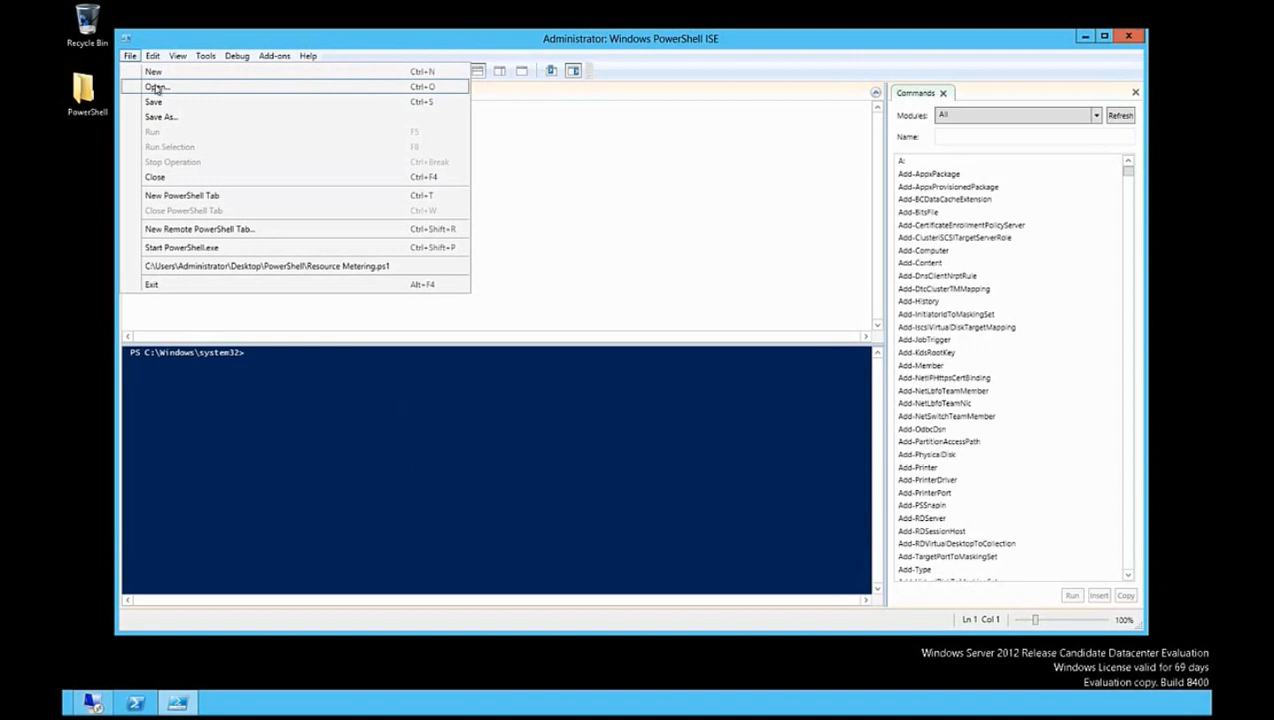 Recycle Bin
PowerShell
Administrator: Windows PowerShell ISE
File Edit View Tools Debug Add-ons Help
New Ctrl+N
Open... Ctrl+O
Save Ctrl+S
Save As...
Run F5
Run Selection F8
Stop Operation Ctrl+Break
Close Ctrl+F4
New PowerShell Tab Ctrl+T
Close PowerShell Tab Ctrl+W
New Remote PowerShell Tab... Ctrl+Shift+R
Start PowerShell.exe Ctrl+Shift+P
C:\Users\Administrator\Desktop\PowerShell\Resource Metering.ps1
Exit Alt+F4
PS C:\Windows\system32>
Commands
Modules: All Refresh
Name:
A:
Add-AppxPackage
Add-AppxProvisionedPackage
Add-BCDataCacheExtension
Add-BitsFile
Add-CertificateEnrollmentPolicyServer
Add-ClusteriSCSITargetServerRole
Add-Computer
Add-Content
Add-DnsClientNrptRule
Add-DtcClusterTMMapping
Add-History
Add-InitiatorIdToMaskingSet
Add-IscsiVirtualDiskTargetMapping
Add-JobTrigger
Add-KdsRootKey
Add-Member
Add-NetIPHttpsCertBinding
Add-NetLbfoTeamMember
Add-NetLbfoTeamNic
Add-NetSwitchTeamMember
Add-OdbcDsn
Add-PartitionAccessPath
Add-PhysicalDisk
Add-Printer
Add-PrinterDriver
Add-PrinterPort
Add-PSSnapin
Add-RDServer
Add-RDSessionHost
Add-RDVirtualDesktopToCollection
Add-TargetPortToMaskingSet
Add-Type
Run Insert Copy
Ln 1 Col 1 100%
Windows Server 2012 Release Candidate Datacenter Evaluation
Windows License valid for 69 days
Evaluation copy. Build 8400